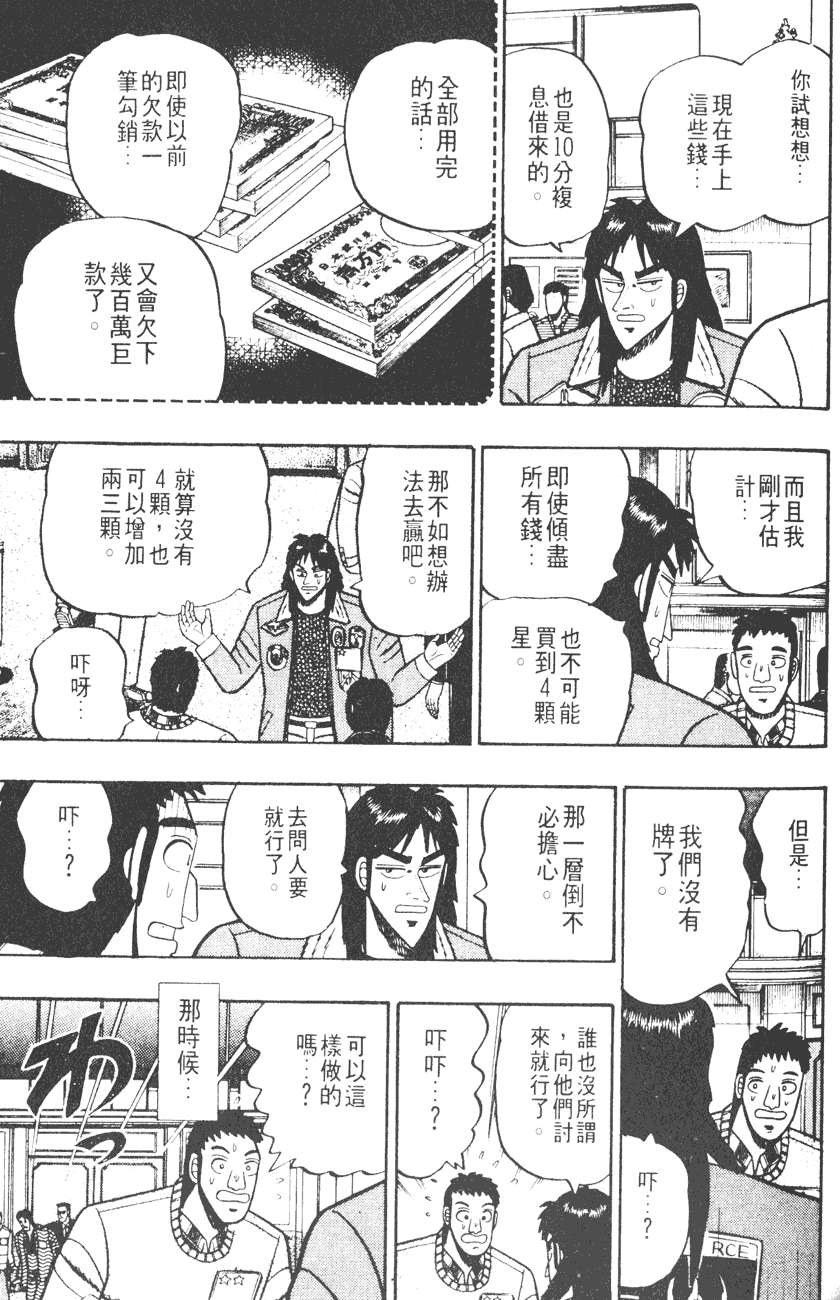 你試想想…
現在手上
這些錢…
也是10分複
息借來的。
全部用完
的話…
即使以前
的欠款一
筆勾銷…
又會欠下
幾百萬巨
款了。
而且我
剛才估
計…
即使傾盡
所有錢…
也不可能
買到4顆
星。
那不如想辦
法去贏吧。
就算沒有
4顆，也
可以增加
兩三顆。
吓呀…
但是…
我們沒有
牌了。
吓…?
那一層倒不
必擔心。
去問人要
就行了。
吓…?
誰也沒所謂
，向他們討
來就行了。
吓吓…?
可以這
樣做的
嗎…?
那時候…
わっ
RCE